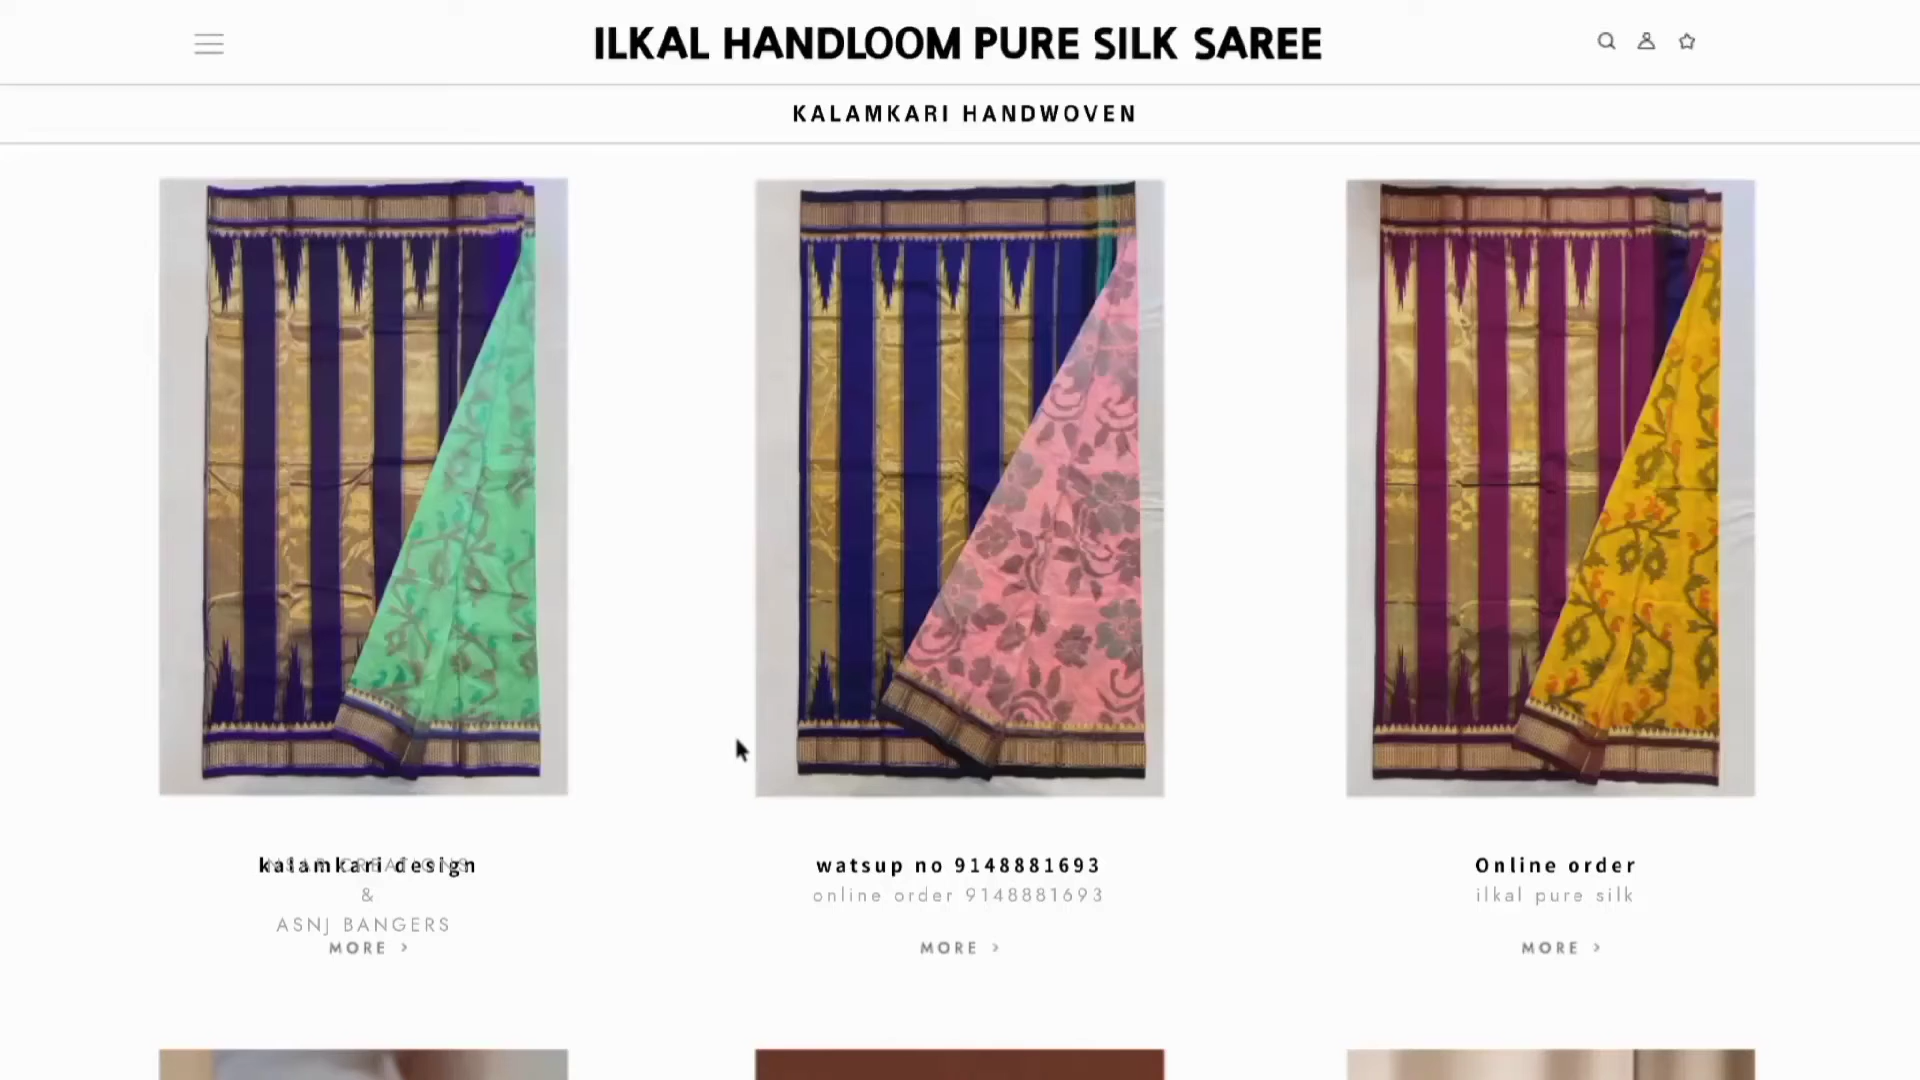 ILKAL HANDLOOM PURE SILK SAREE
KALAMKARI HANDWOVEN
kalamkari design
CREATIONS
&
ASNJ BANGERS
MORE >
watsup no 9148881693
online order 9148881693
MORE >
Online order
ilkal pure silk
MORE >